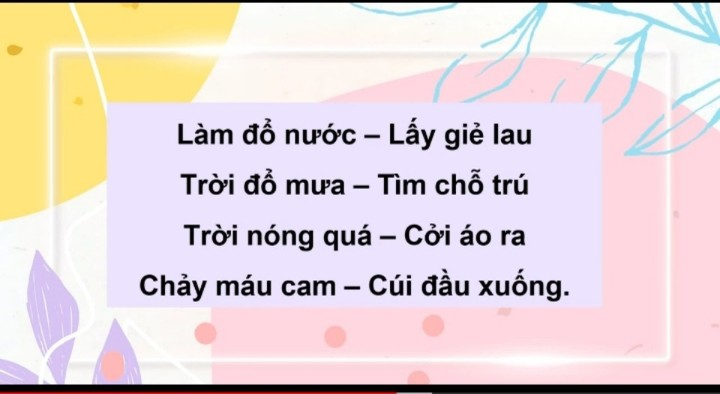 Làm đổ nước – Lấy giẻ lau
Trời đổ mưa – Tìm chỗ trú
Trời nóng quá – Cởi áo ra
Chảy máu cam – Cúi đầu xuống.